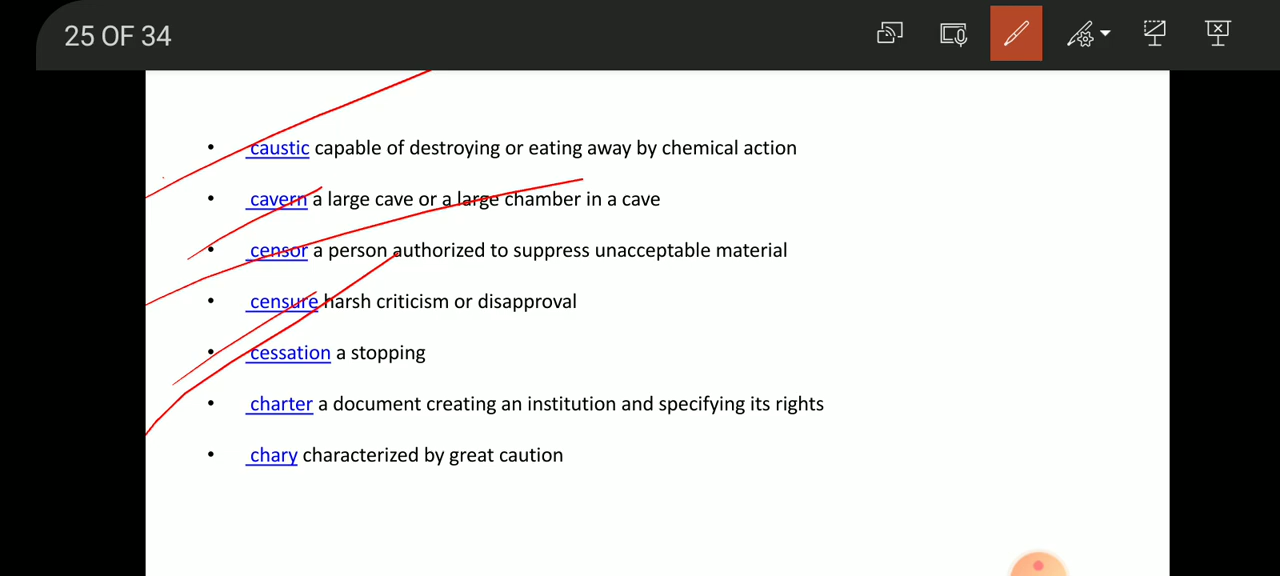 25 OF 34
• caustic capable of destroying or eating away by chemical action
• cavern a large cave or a large chamber in a cave
• censor a person authorized to suppress unacceptable material
• censure harsh criticism or disapproval
• cessation a stopping
• charter a document creating an institution and specifying its rights
• chary characterized by great caution